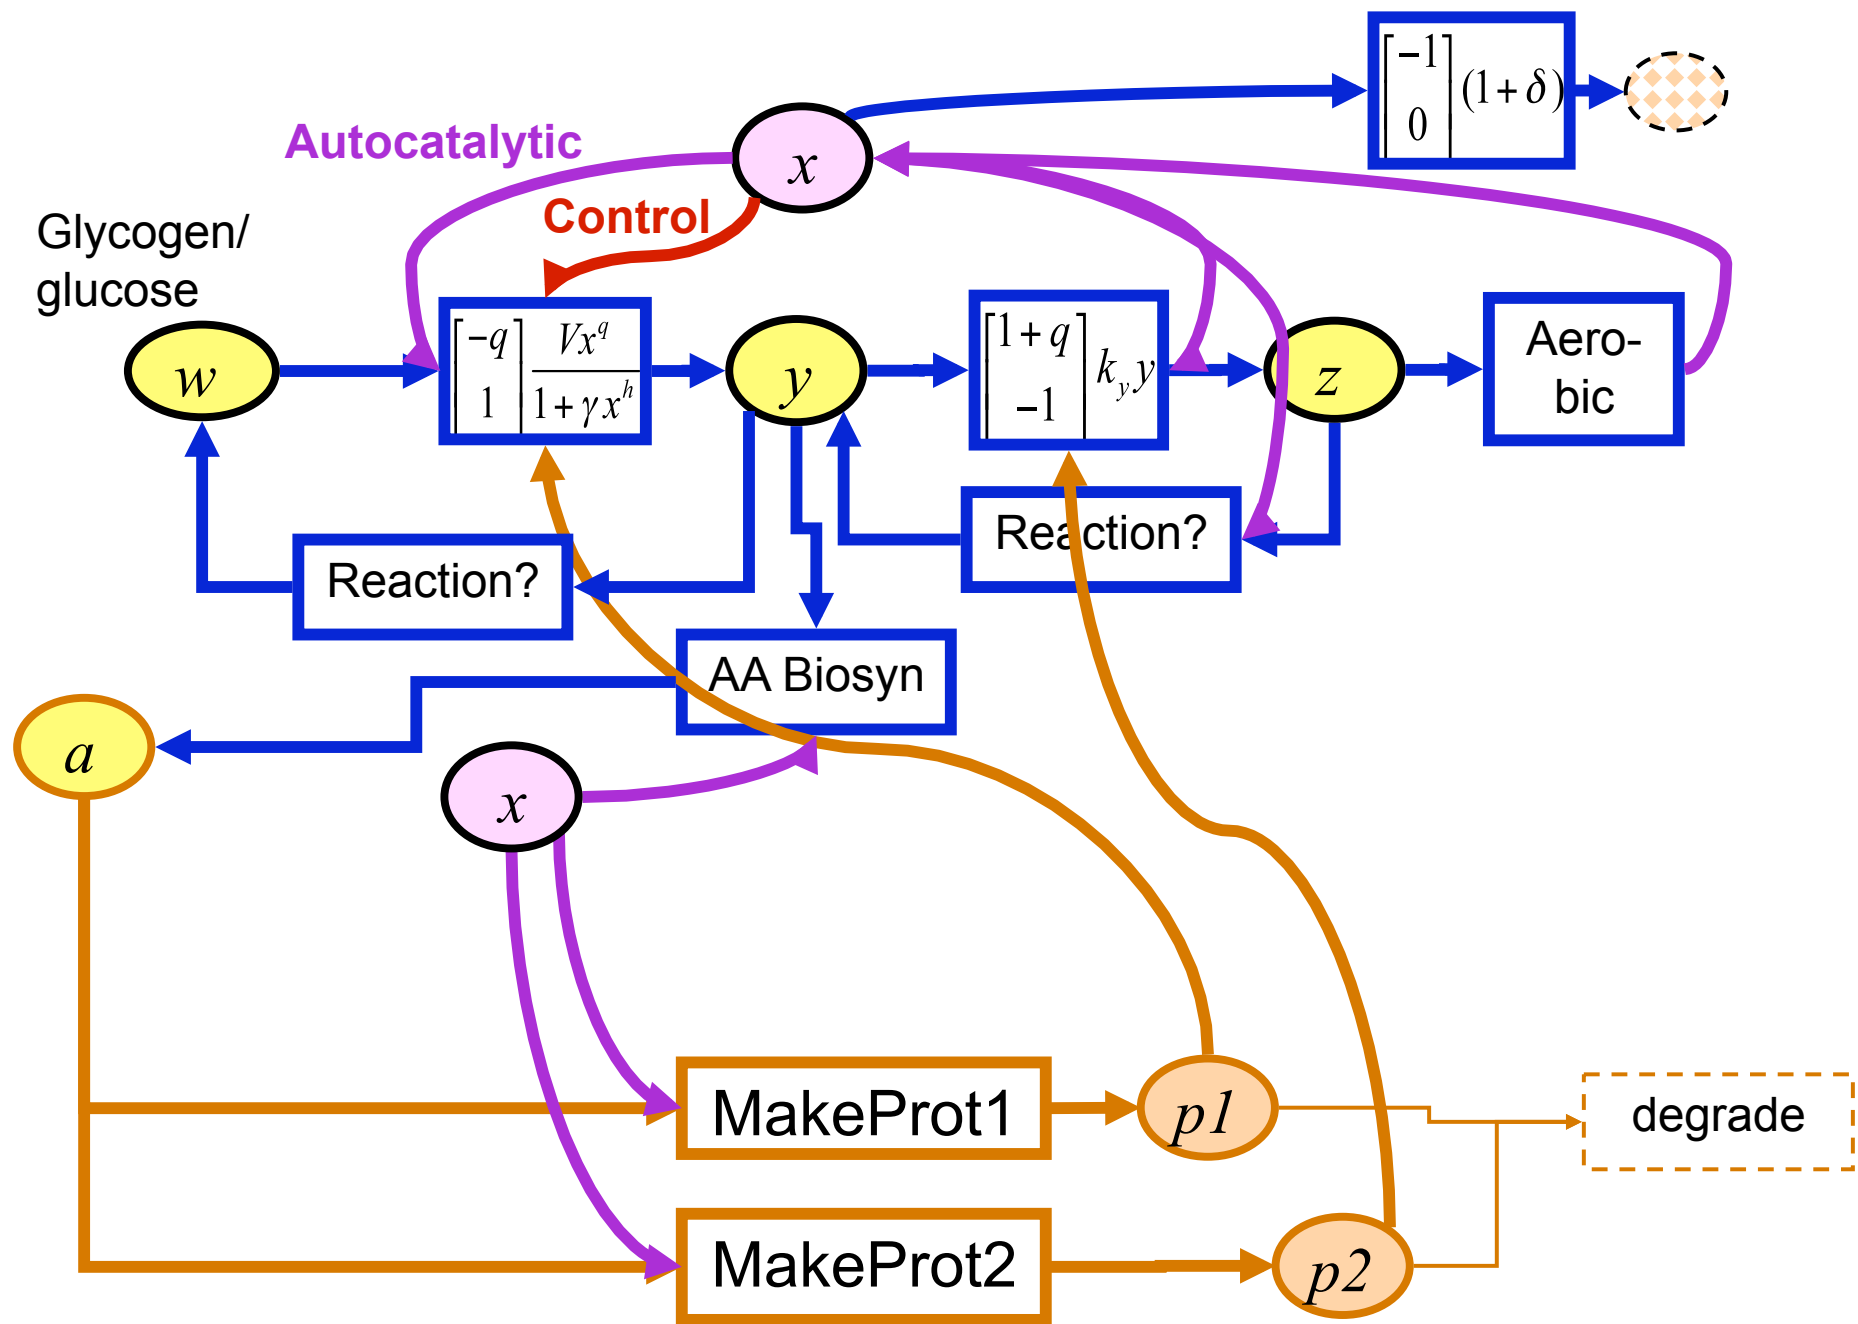 [-1 0] (1 + δ)
Autocatalytic
x
Control
Glycogen/
glucose
w
[-q 1] Vx^q / (1 + γx^h)
y
[1 + q -1] k_y y
z
Aero-
bic
Reaction?
Reaction?
AA Biosyn
a
x
MakeProt1
p1
degrade
MakeProt2
p2